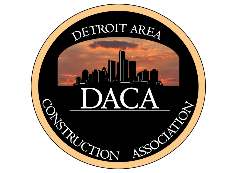 DETROIT AREA
DACA
CONSTRUCTION ASSOCIATION